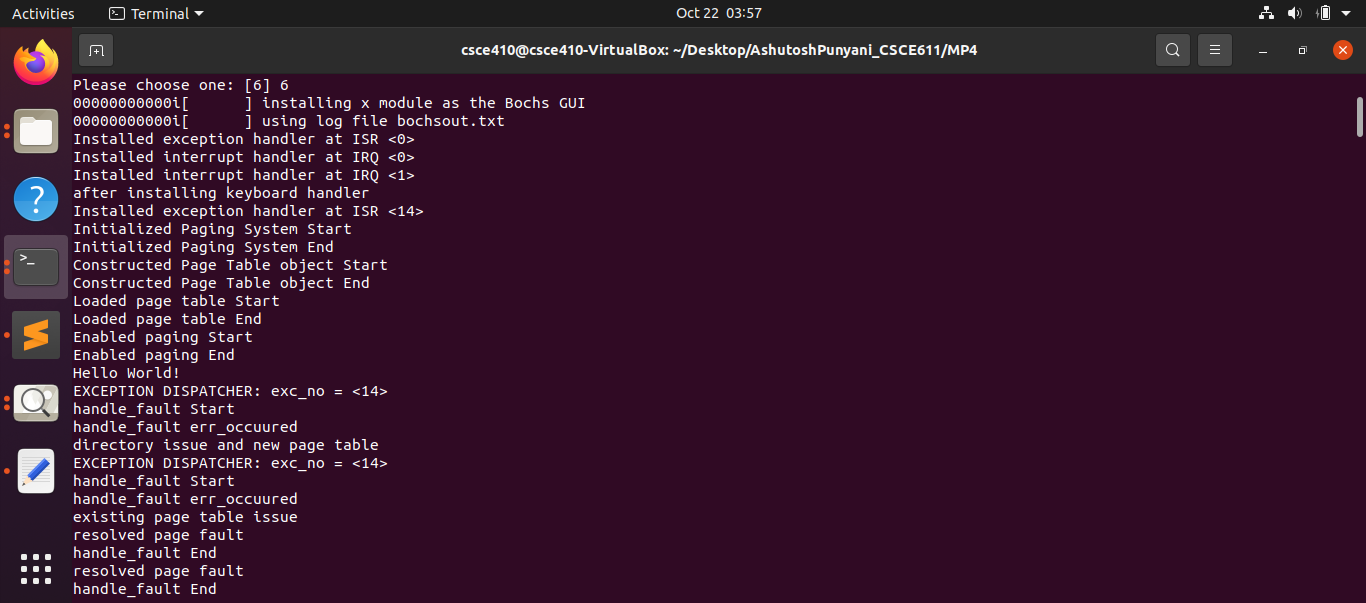 Activities Terminal Oct 22 03:57
csce410@csce410-VirtualBox: ~/Desktop/AshutoshPunyani_CSCE611/MP4
Please choose one: [6] 6
00000000000i[      ] installing x module as the Bochs GUI
00000000000i[      ] using log file bochsout.txt
Installed exception handler at ISR <0>
Installed interrupt handler at IRQ <0>
Installed interrupt handler at IRQ <1>
after installing keyboard handler
Installed exception handler at ISR <14>
Initialized Paging System Start
Initialized Paging System End
Constructed Page Table object Start
Constructed Page Table object End
Loaded page table Start
Loaded page table End
Enabled paging Start
Enabled paging End
Hello World!
EXCEPTION DISPATCHER: exc_no = <14>
handle_fault Start
handle_fault err_occuured
directory issue and new page table
EXCEPTION DISPATCHER: exc_no = <14>
handle_fault Start
handle_fault err_occuured
existing page table issue
resolved page fault
handle_fault End
resolved page fault
handle_fault End